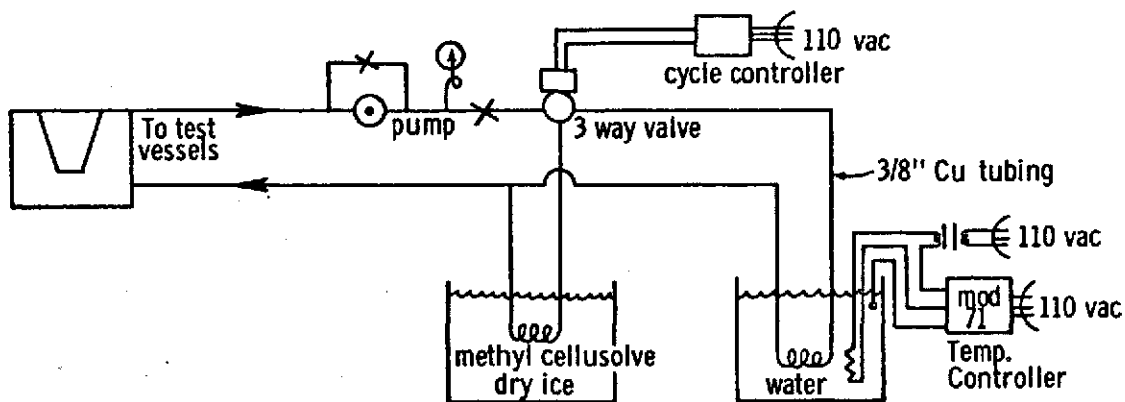 110 vac
cycle controller
To test
vessels
pump
3 way valve
3/8" Cu tubing
110 vac
mod
71
110 vac
Temp.
Controller
methyl cellusolve
dry ice
water